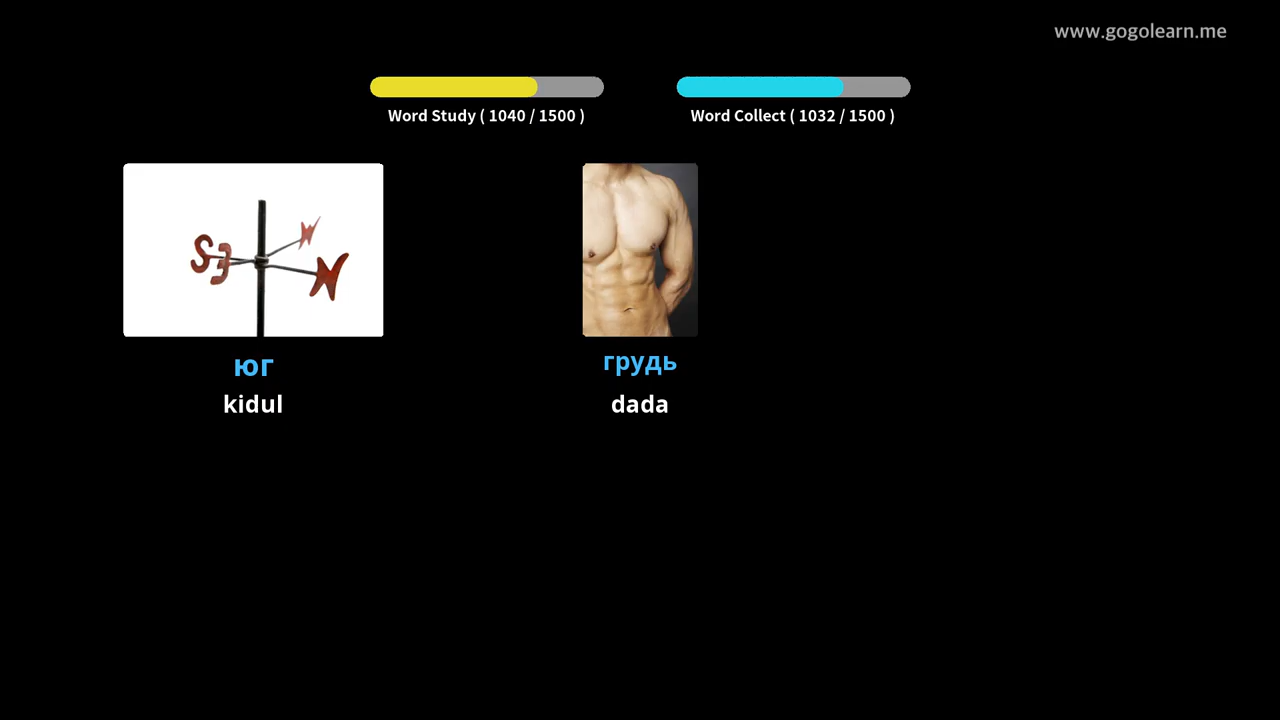 www.gogolearn.me
Word Study ( 1040 / 1500 )
Word Collect ( 1032 / 1500 )
юг
kidul
грудь
dada